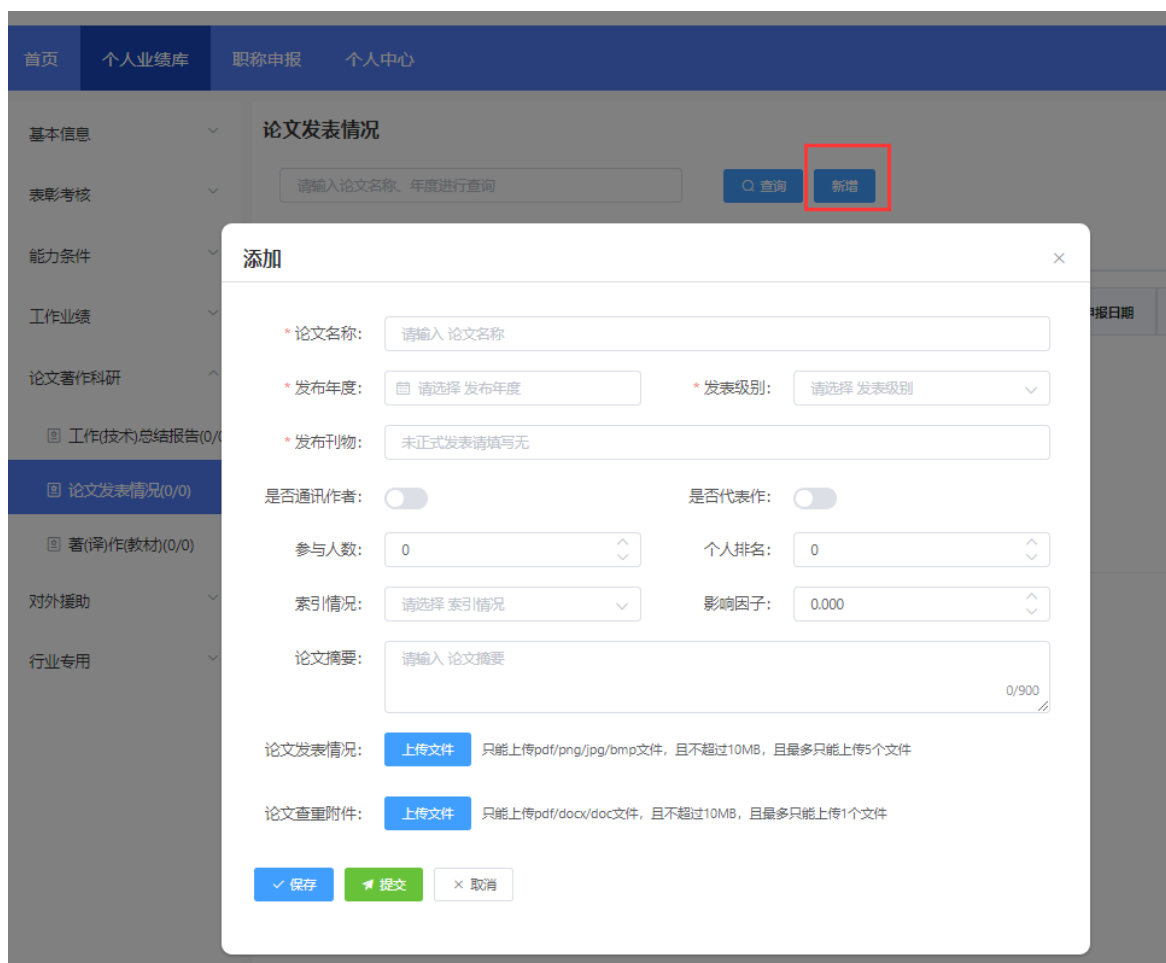 首页 个人业绩库 职称申报 个人中心
基本信息
表彰考核
能力条件
工作业绩
论文著作科研
工作(技术)总结报告(0/
论文发表情况(0/0)
著(译)作(教材)(0/0)
对外援助
行业专用
论文发表情况
请输入论文名称、年度进行查询 查询 新增
报日期
添加
* 论文名称: 请输入 论文名称
* 发布年度: 请选择 发布年度 * 发表级别: 请选择 发表级别
* 发布刊物: 未正式发表请填写无
是否通讯作者: 是否代表作:
参与人数: 0 个人排名: 0
索引情况: 请选择 索引情况 影响因子: 0.000
论文摘要: 请输入 论文摘要
0/900
论文发表情况: 上传文件 只能上传pdf/png/jpg/bmp文件，且不超过10MB，且最多只能上传5个文件
论文查重附件: 上传文件 只能上传pdf/docx/doc文件，且不超过10MB，且最多只能上传1个文件
保存 提交 取消